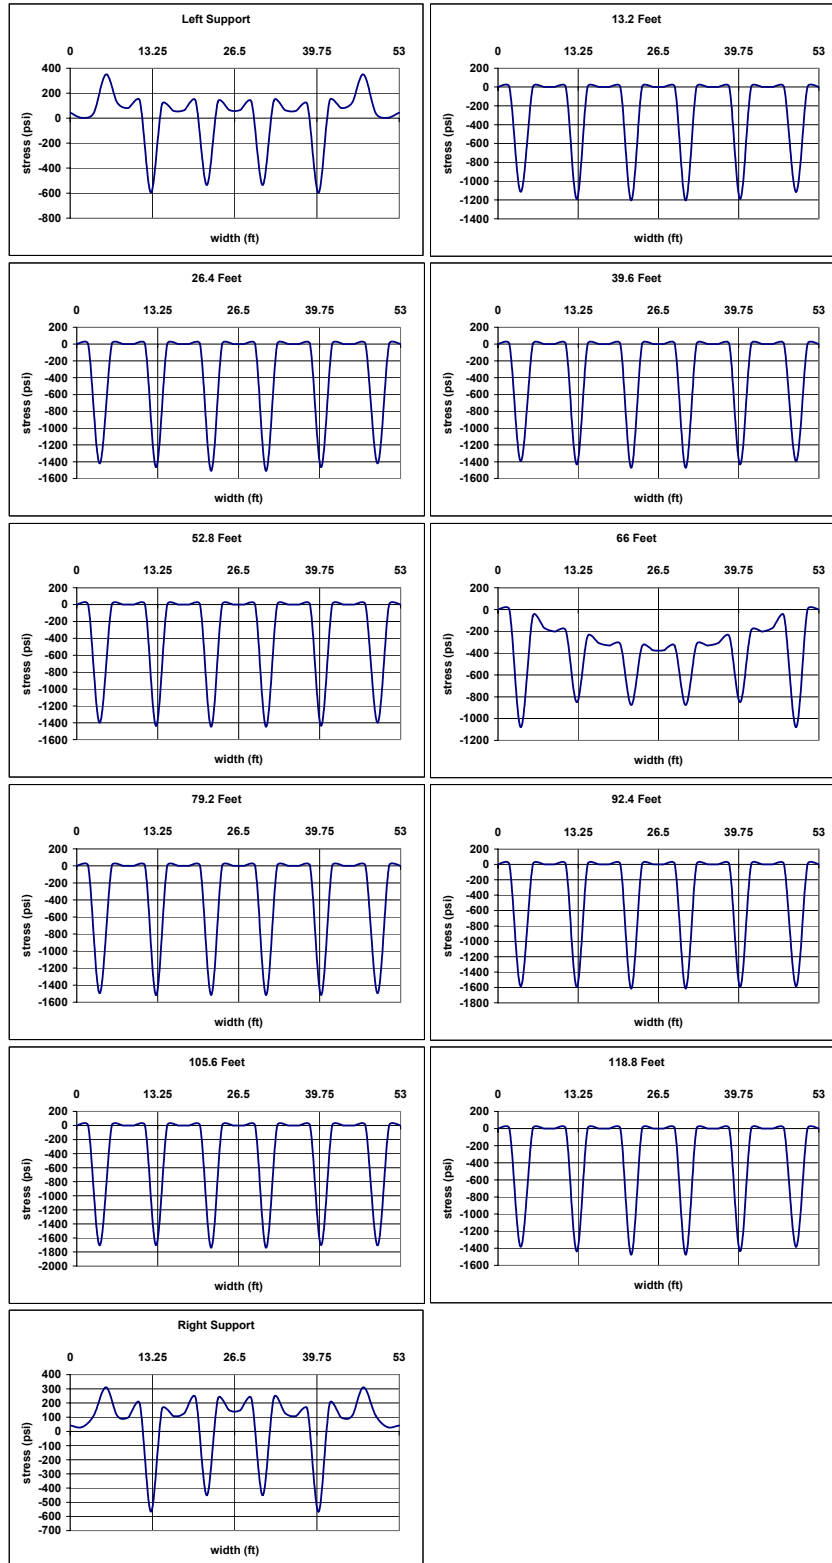 Left Support
0 13.25 26.5 39.75 53
400
200
0
-200
-400
-600
-800
stress (psi)
width (ft)
13.2 Feet
0 13.25 26.5 39.75 53
200
0
-200
-400
-600
-800
-1000
-1200
-1400
stress (psi)
width (ft)
26.4 Feet
0 13.25 26.5 39.75 53
200
0
-200
-400
-600
-800
-1000
-1200
-1400
-1600
stress (psi)
width (ft)
39.6 Feet
0 13.25 26.5 39.75 53
200
0
-200
-400
-600
-800
-1000
-1200
-1400
-1600
stress (psi)
width (ft)
52.8 Feet
0 13.25 26.5 39.75 53
200
0
-200
-400
-600
-800
-1000
-1200
-1400
-1600
stress (psi)
width (ft)
66 Feet
0 13.25 26.5 39.75 53
200
0
-200
-400
-600
-800
-1000
-1200
stress (psi)
width (ft)
79.2 Feet
0 13.25 26.5 39.75 53
200
0
-200
-400
-600
-800
-1000
-1200
-1400
-1600
stress (psi)
width (ft)
92.4 Feet
0 13.25 26.5 39.75 53
200
0
-200
-400
-600
-800
-1000
-1200
-1400
-1600
-1800
stress (psi)
width (ft)
105.6 Feet
0 13.25 26.5 39.75 53
200
0
-200
-400
-600
-800
-1000
-1200
-1400
-1600
-1800
-2000
stress (psi)
width (ft)
118.8 Feet
0 13.25 26.5 39.75 53
200
0
-200
-400
-600
-800
-1000
-1200
-1400
-1600
stress (psi)
width (ft)
Right Support
0 13.25 26.5 39.75 53
400
300
200
100
0
-100
-200
-300
-400
-500
-600
-700
stress (psi)
width (ft)